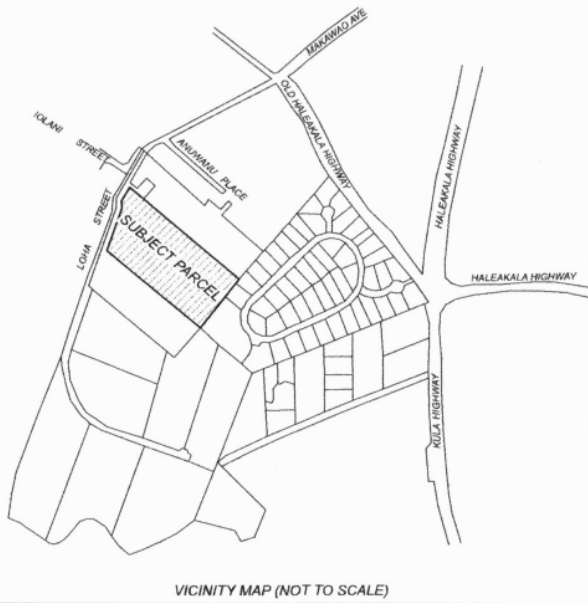 MAKAWAO AVE
OLD HALEAKALA HIGHWAY
IOLANI
STREET
ANUWANU PLACE
HALEAKALA HIGHWAY
LOHA STREET
SUBJECT PARCEL
HALEAKALA HIGHWAY
KULA HIGHWAY
VICINITY MAP (NOT TO SCALE)